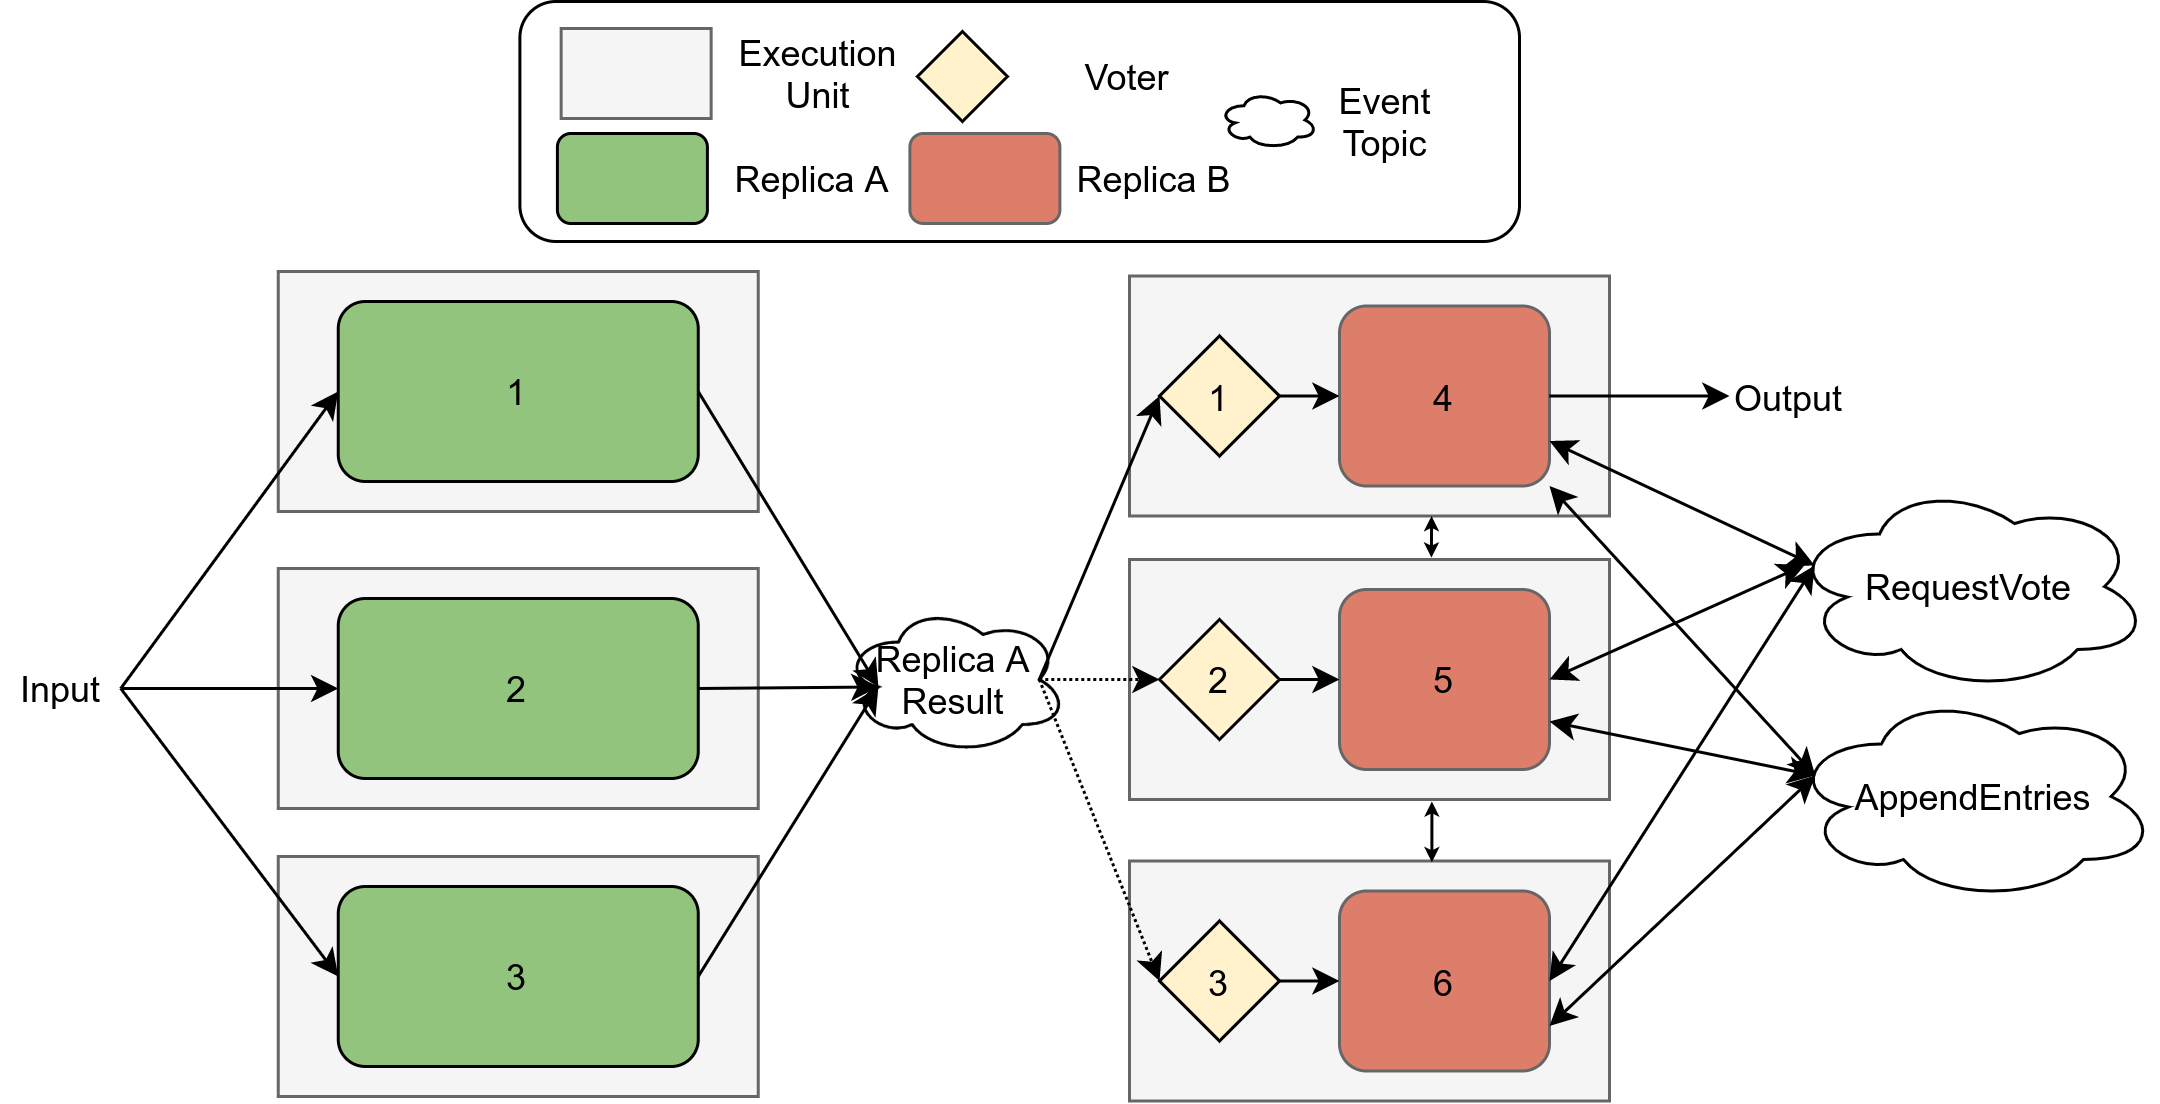 Execution
Unit
Voter
Event
Topic
Replica A
Replica B
1
2
3
Input
Replica A
Result
1
4
Output
2
5
3
6
RequestVote
AppendEntries